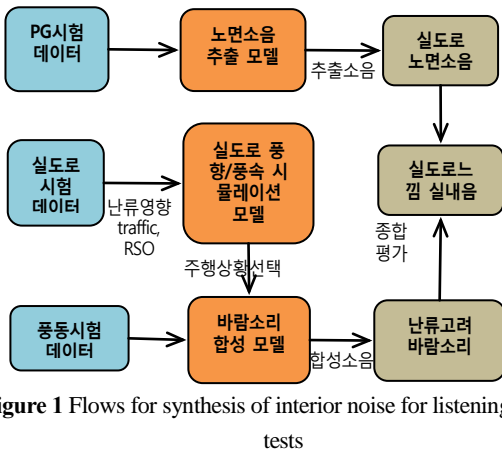 PG시험
데이터
노면소음
추출 모델
추출소음
실도로
노면소음
실도로
시험
데이터
난류영향
traffic,
RSO
실도로 풍
향/풍속 시
뮬레이션
모델
실도로느
낌 실내음
종합
평가
주행상황선택
풍동시험
데이터
바람소리
합성 모델
합성소음
난류고려
바람소리
igure 1 Flows for synthesis of interior noise for listening
tests